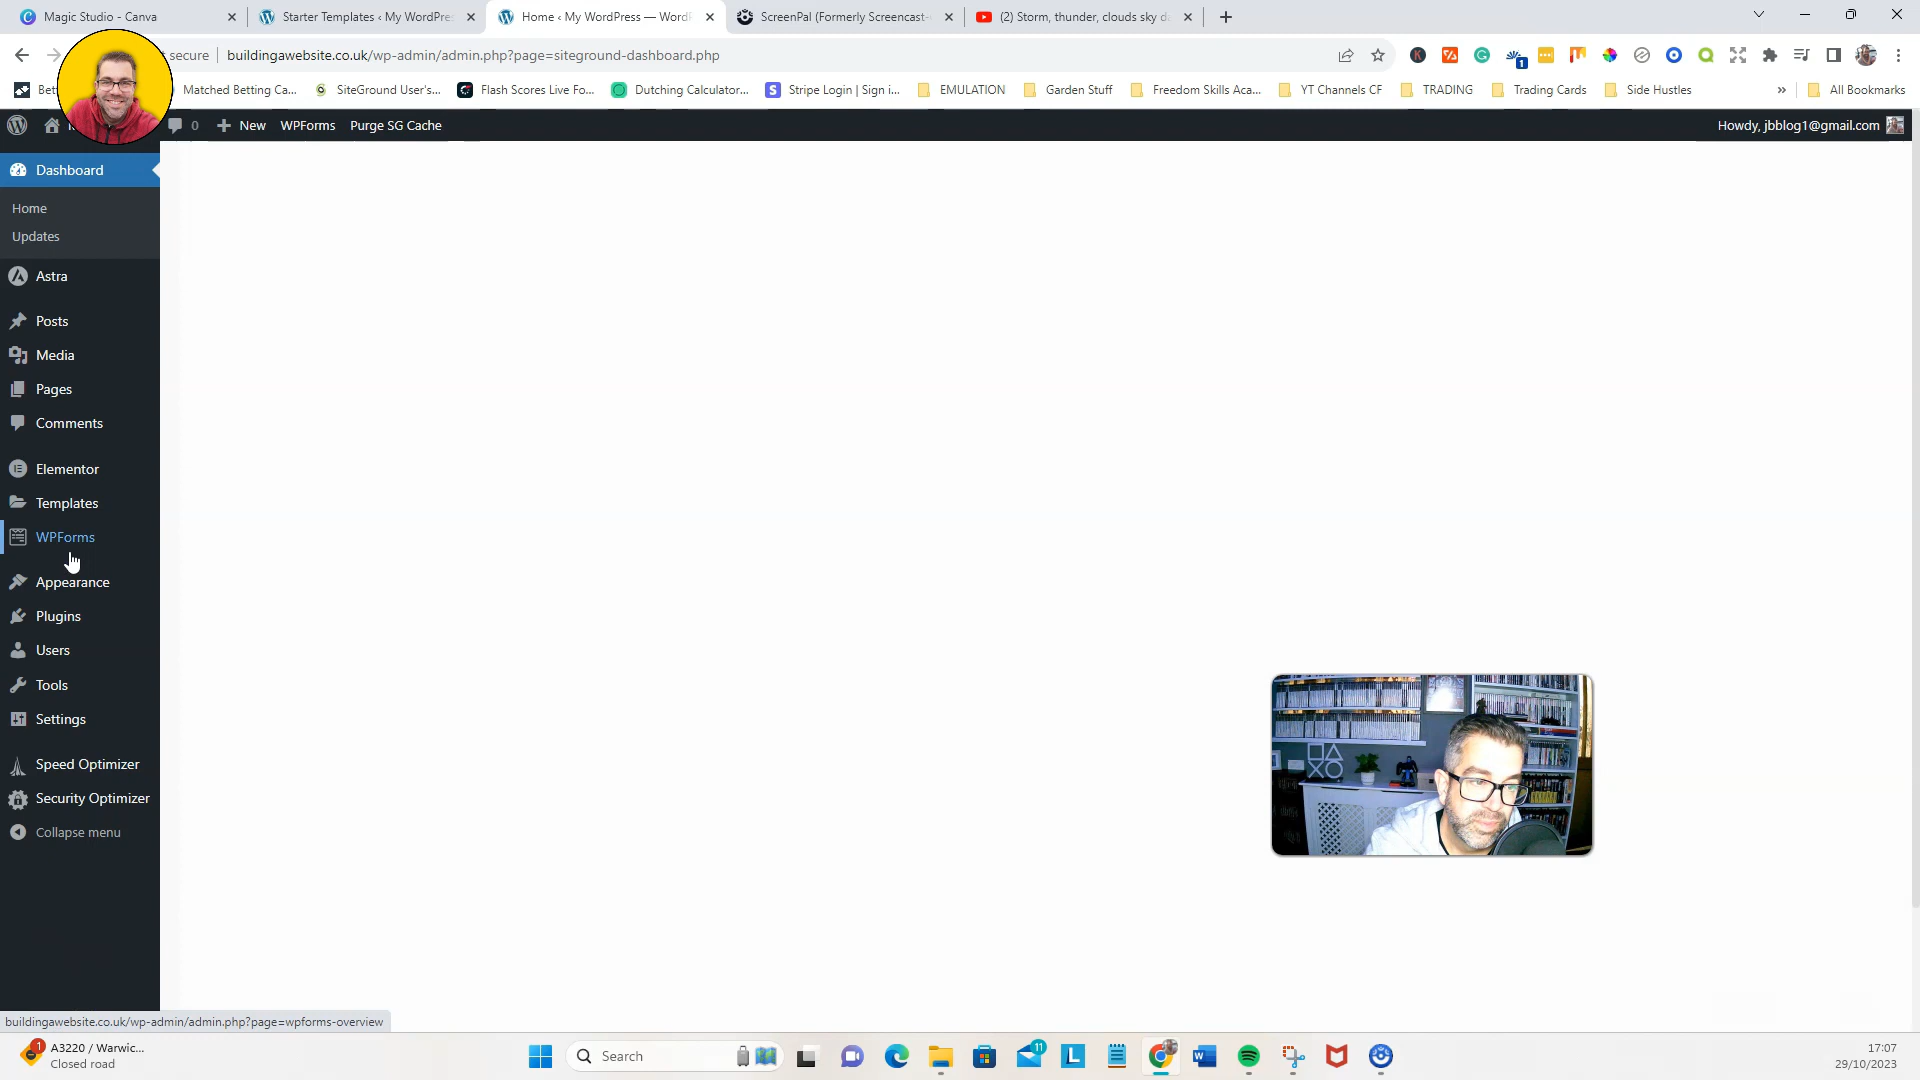 Magic Studio - Canva
Starter Templates ‹ My WordPre
Home ‹ My WordPress — Word
ScreenPal (Formerly Screencast-
(2) Storm, thunder, clouds sky d
secure
buildingawebsite.co.uk/wp-admin/admin.php?page=siteground-dashboard.php
1
Bet
Matched Betting Ca...
SiteGround User's...
Flash Scores Live Fo...
Dutching Calculator...
Stripe Login | Sign i...
EMULATION
Garden Stuff
Freedom Skills Aca...
YT Channels CF
TRADING
Trading Cards
Side Hustles
»
All Bookmarks
0
New
WPForms
Purge SG Cache
Howdy, jbblog1@gmail.com
Dashboard
Home
Updates
Astra
Posts
Media
Pages
Comments
Elementor
Templates
WPForms
Appearance
Plugins
Users
Tools
Settings
Speed Optimizer
Security Optimizer
Collapse menu
buildingawebsite.co.uk/wp-admin/admin.php?page=wpforms-overview
1
A3220 / Warwic...
Closed road
Search
11
L
W
17:07
29/10/2023